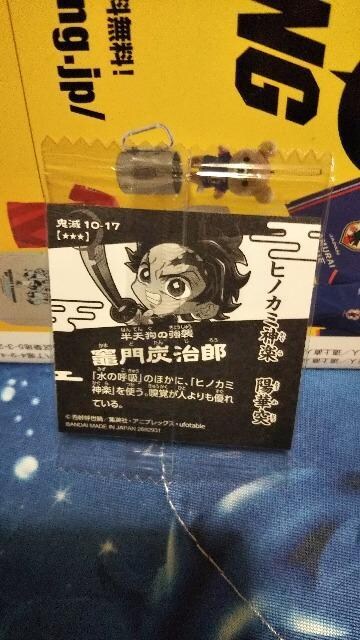 料無料!
ng.jp/
NG
鬼滅 10-17
【★★★】
ヒノカミ神楽 陽華突
半天狗の強襲
竈門炭治郎
「水の呼吸」のほかに、「ヒノカミ
神楽」を使う。嗅覚が人よりも優れ
ている。
©吾峠呼世晴/集英社・アニプレックス・ufotable
BANDAI MADE IN JAPAN 2692931